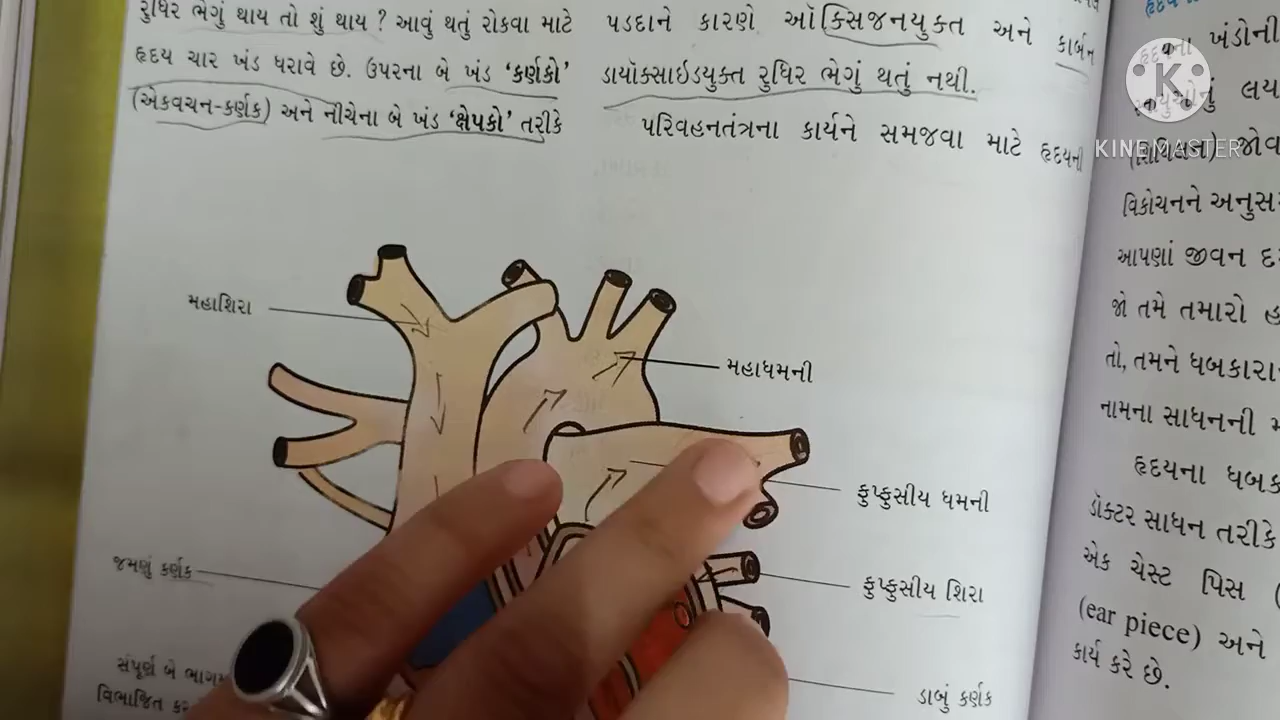 રુધિર ભેગું થાય તો શું થાય ? આવું થતું રોકવા માટે
હૃદય ચાર ખંડ ધરાવે છે. ઉપરના બે ખંડ ‘કર્ણકો’
(એકવચન-કર્ણક) અને નીચેના બે ખંડ ‘ક્ષેપકો’ તરીકે
પડદાને કારણે ઑક્સિજનયુક્ત અને કાર્બન
ડાયૉક્સાઇડયુક્ત રુધિર ભેગું થતું નથી.
પરિવહનતંત્રના કાર્યને સમજવા માટે હૃદયની
મહાશિરા
મહાધમની
ફુપ્ફુસીય ધમની
ફુપ્ફુસીય શિરા
જમણું કર્ણક
ડાબું કર્ણક
સંપૂર્ણ બે
વિભાજિત
ખંડોની
લય
(શિથિલન) જોવ
વિકોચનને અનુસ
આપણાં જીવન
જો તમે તમારો
તો, તમને ધબકારા
નામના સાધનની
હૃદયના ધબક
ડૉક્ટર સાધન તરીકે
એક ચેસ્ટ પિસ (
(ear piece) અને
કાર્ય કરે છે.
K
KINEMASTER